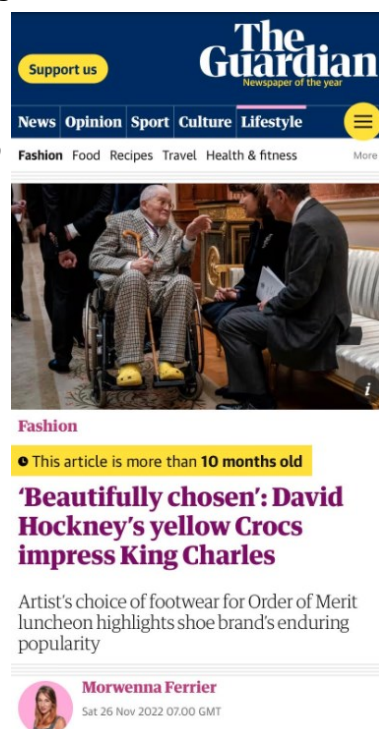 Support us
The Guardian
Newspaper of the year
News Opinion Sport Culture Lifestyle
Fashion Food Recipes Travel Health & fitness More
i
Fashion
This article is more than 10 months old
‘Beautifully chosen’: David
Hockney’s yellow Crocs
impress King Charles
Artist’s choice of footwear for Order of Merit
luncheon highlights shoe brand’s enduring
popularity
Morwenna Ferrier
Sat 26 Nov 2022 07.00 GMT